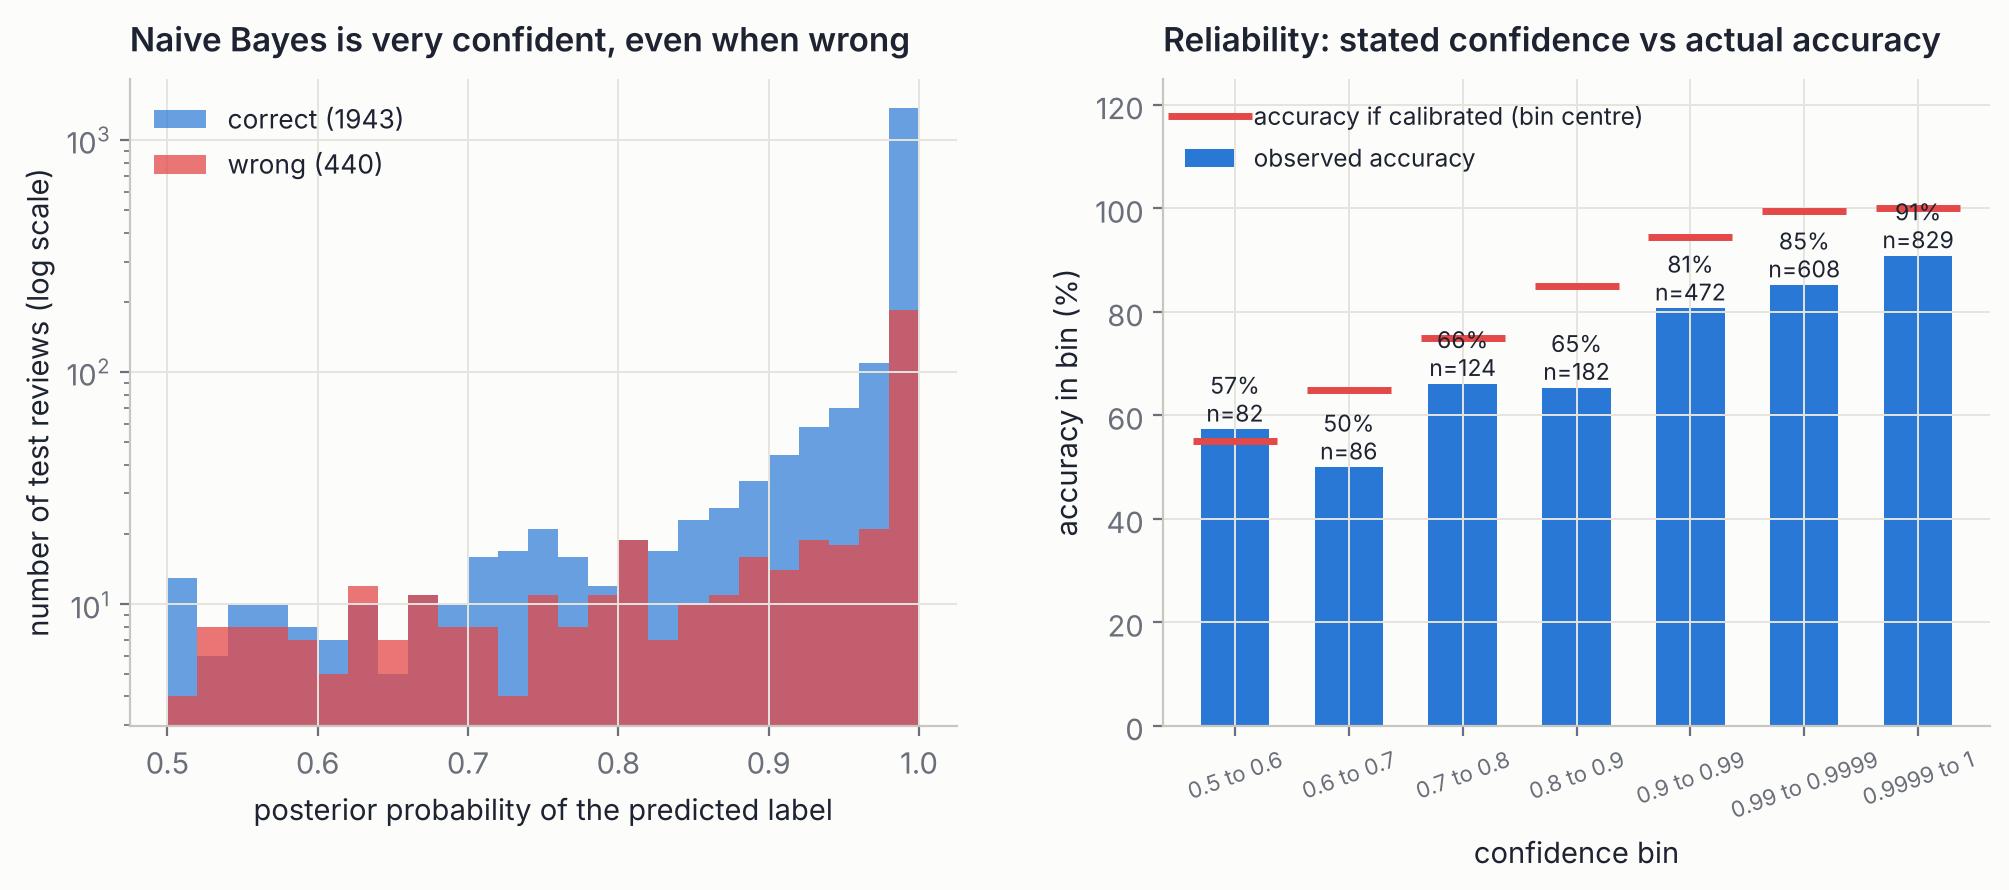 Naive Bayes is very confident, even when wrong
correct (1943)
wrong (440)
number of test reviews (log scale)
10³
10²
10¹
0.5
0.6
0.7
0.8
0.9
1.0
posterior probability of the predicted label
Reliability: stated confidence vs actual accuracy
accuracy if calibrated (bin centre)
observed accuracy
accuracy in bin (%)
120
100
80
60
40
20
0
57%
n=82
50%
n=86
66%
n=124
65%
n=182
81%
n=472
85%
n=608
91%
n=829
0.5 to 0.6
0.6 to 0.7
0.7 to 0.8
0.8 to 0.9
0.9 to 0.99
0.99 to 0.9999
0.9999 to 1
confidence bin